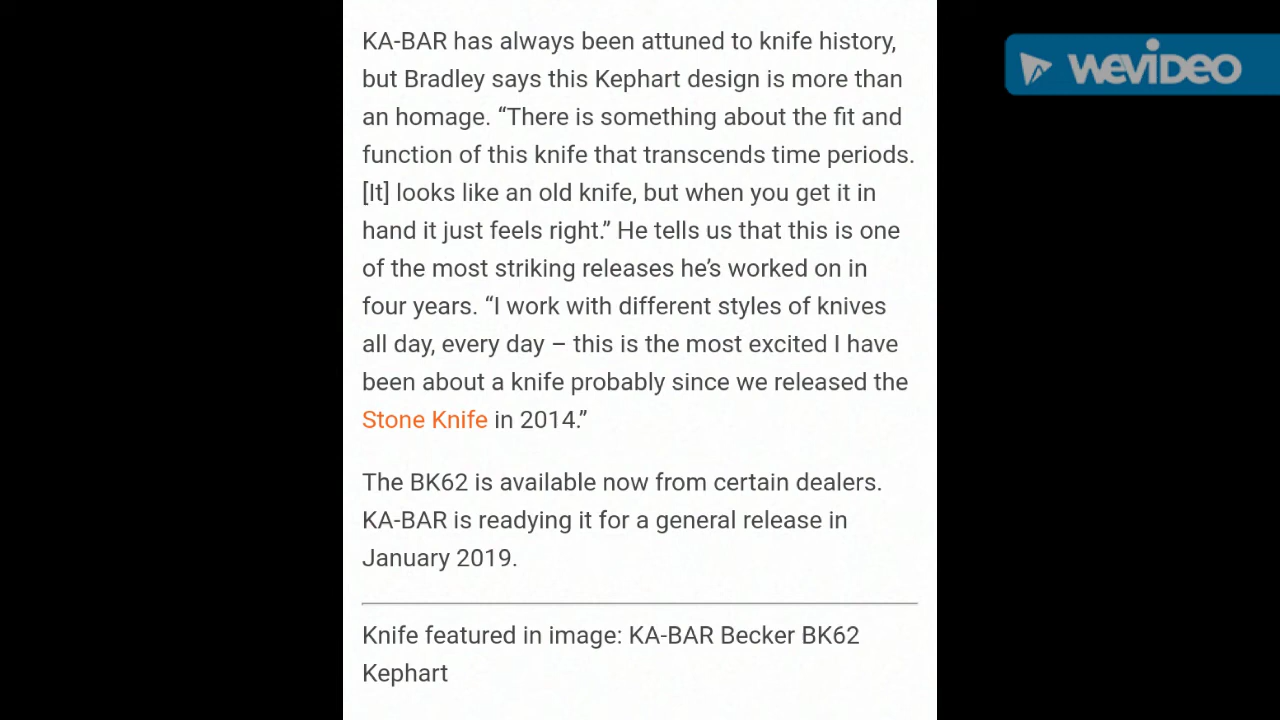 KA-BAR has always been attuned to knife history,
but Bradley says this Kephart design is more than
an homage. “There is something about the fit and
function of this knife that transcends time periods.
[It] looks like an old knife, but when you get it in
hand it just feels right.” He tells us that this is one
of the most striking releases he’s worked on in
four years. “I work with different styles of knives
all day, every day – this is the most excited I have
been about a knife probably since we released the
Stone Knife in 2014.”
The BK62 is available now from certain dealers.
KA-BAR is readying it for a general release in
January 2019.
Knife featured in image: KA-BAR Becker BK62
Kephart
WEVIDEO